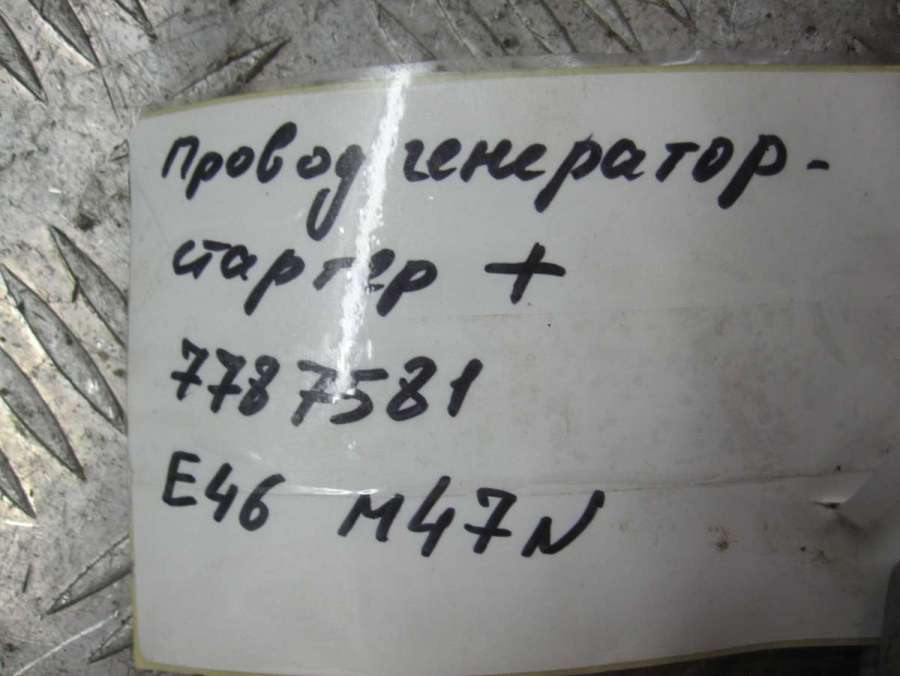 Провод генератор-
стартер +
7787581
E46 M47N